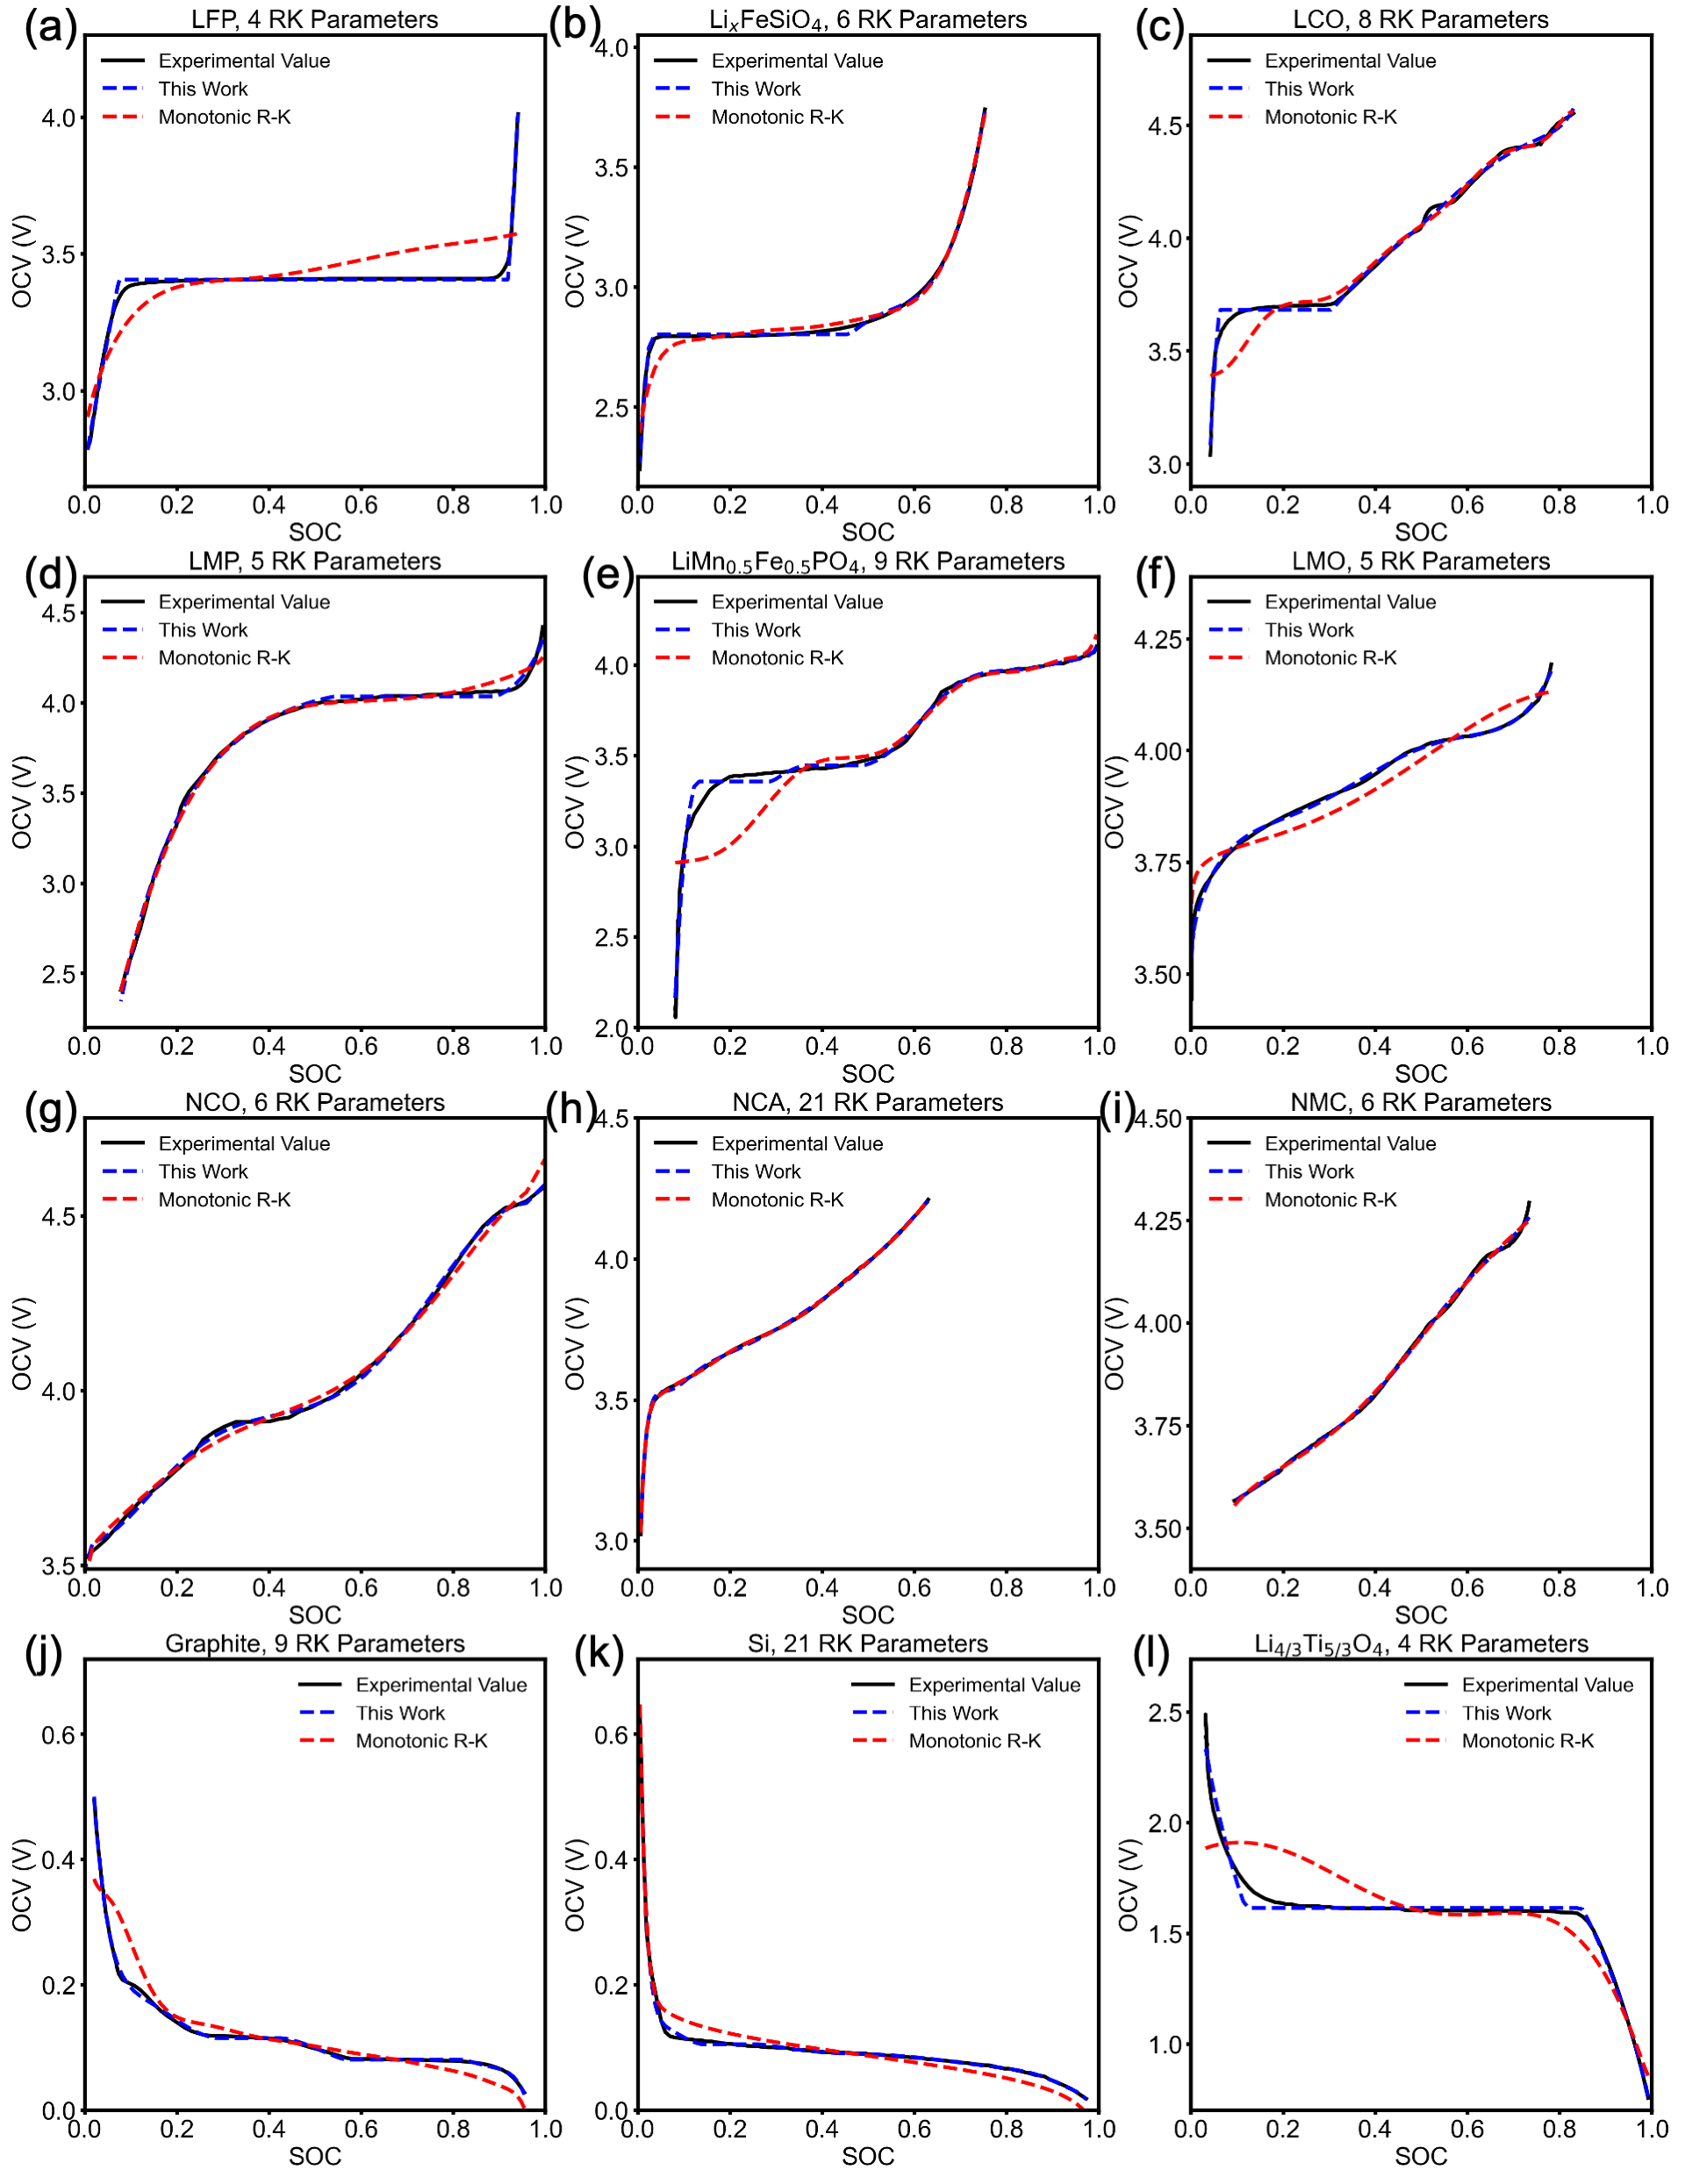 (a) LFP, 4 RK Parameters
Experimental Value
This Work
Monotonic R-K
OCV (V)
4.0
3.5
3.0
0.0 0.2 0.4 0.6 0.8 1.0
SOC
(b) LiₓFeSiO₄, 6 RK Parameters
Experimental Value
This Work
Monotonic R-K
OCV (V)
4.0
3.5
3.0
2.5
0.0 0.2 0.4 0.6 0.8 1.0
SOC
(c) LCO, 8 RK Parameters
Experimental Value
This Work
Monotonic R-K
OCV (V)
4.5
4.0
3.5
3.0
0.0 0.2 0.4 0.6 0.8 1.0
SOC
(d) LMP, 5 RK Parameters
Experimental Value
This Work
Monotonic R-K
OCV (V)
4.5
4.0
3.5
3.0
2.5
0.0 0.2 0.4 0.6 0.8 1.0
SOC
(e) LiMn₀.₅Fe₀.₅PO₄, 9 RK Parameters
Experimental Value
This Work
Monotonic R-K
OCV (V)
4.0
3.5
3.0
2.5
2.0
0.0 0.2 0.4 0.6 0.8 1.0
SOC
(f) LMO, 5 RK Parameters
Experimental Value
This Work
Monotonic R-K
OCV (V)
4.25
4.00
3.75
3.50
0.0 0.2 0.4 0.6 0.8 1.0
SOC
(g) NCO, 6 RK Parameters
Experimental Value
This Work
Monotonic R-K
OCV (V)
4.5
4.0
3.5
0.0 0.2 0.4 0.6 0.8 1.0
SOC
(h) NCA, 21 RK Parameters
Experimental Value
This Work
Monotonic R-K
OCV (V)
4.5
4.0
3.5
3.0
0.0 0.2 0.4 0.6 0.8 1.0
SOC
(i) NMC, 6 RK Parameters
Experimental Value
This Work
Monotonic R-K
OCV (V)
4.50
4.25
4.00
3.75
3.50
0.0 0.2 0.4 0.6 0.8 1.0
SOC
(j) Graphite, 9 RK Parameters
Experimental Value
This Work
Monotonic R-K
OCV (V)
0.6
0.4
0.2
0.0
0.0 0.2 0.4 0.6 0.8 1.0
SOC
(k) Si, 21 RK Parameters
Experimental Value
This Work
Monotonic R-K
OCV (V)
0.6
0.4
0.2
0.0
0.0 0.2 0.4 0.6 0.8 1.0
SOC
(l) Li₄/₃Ti₅/₃O₄, 4 RK Parameters
Experimental Value
This Work
Monotonic R-K
OCV (V)
2.5
2.0
1.5
1.0
0.0 0.2 0.4 0.6 0.8 1.0
SOC